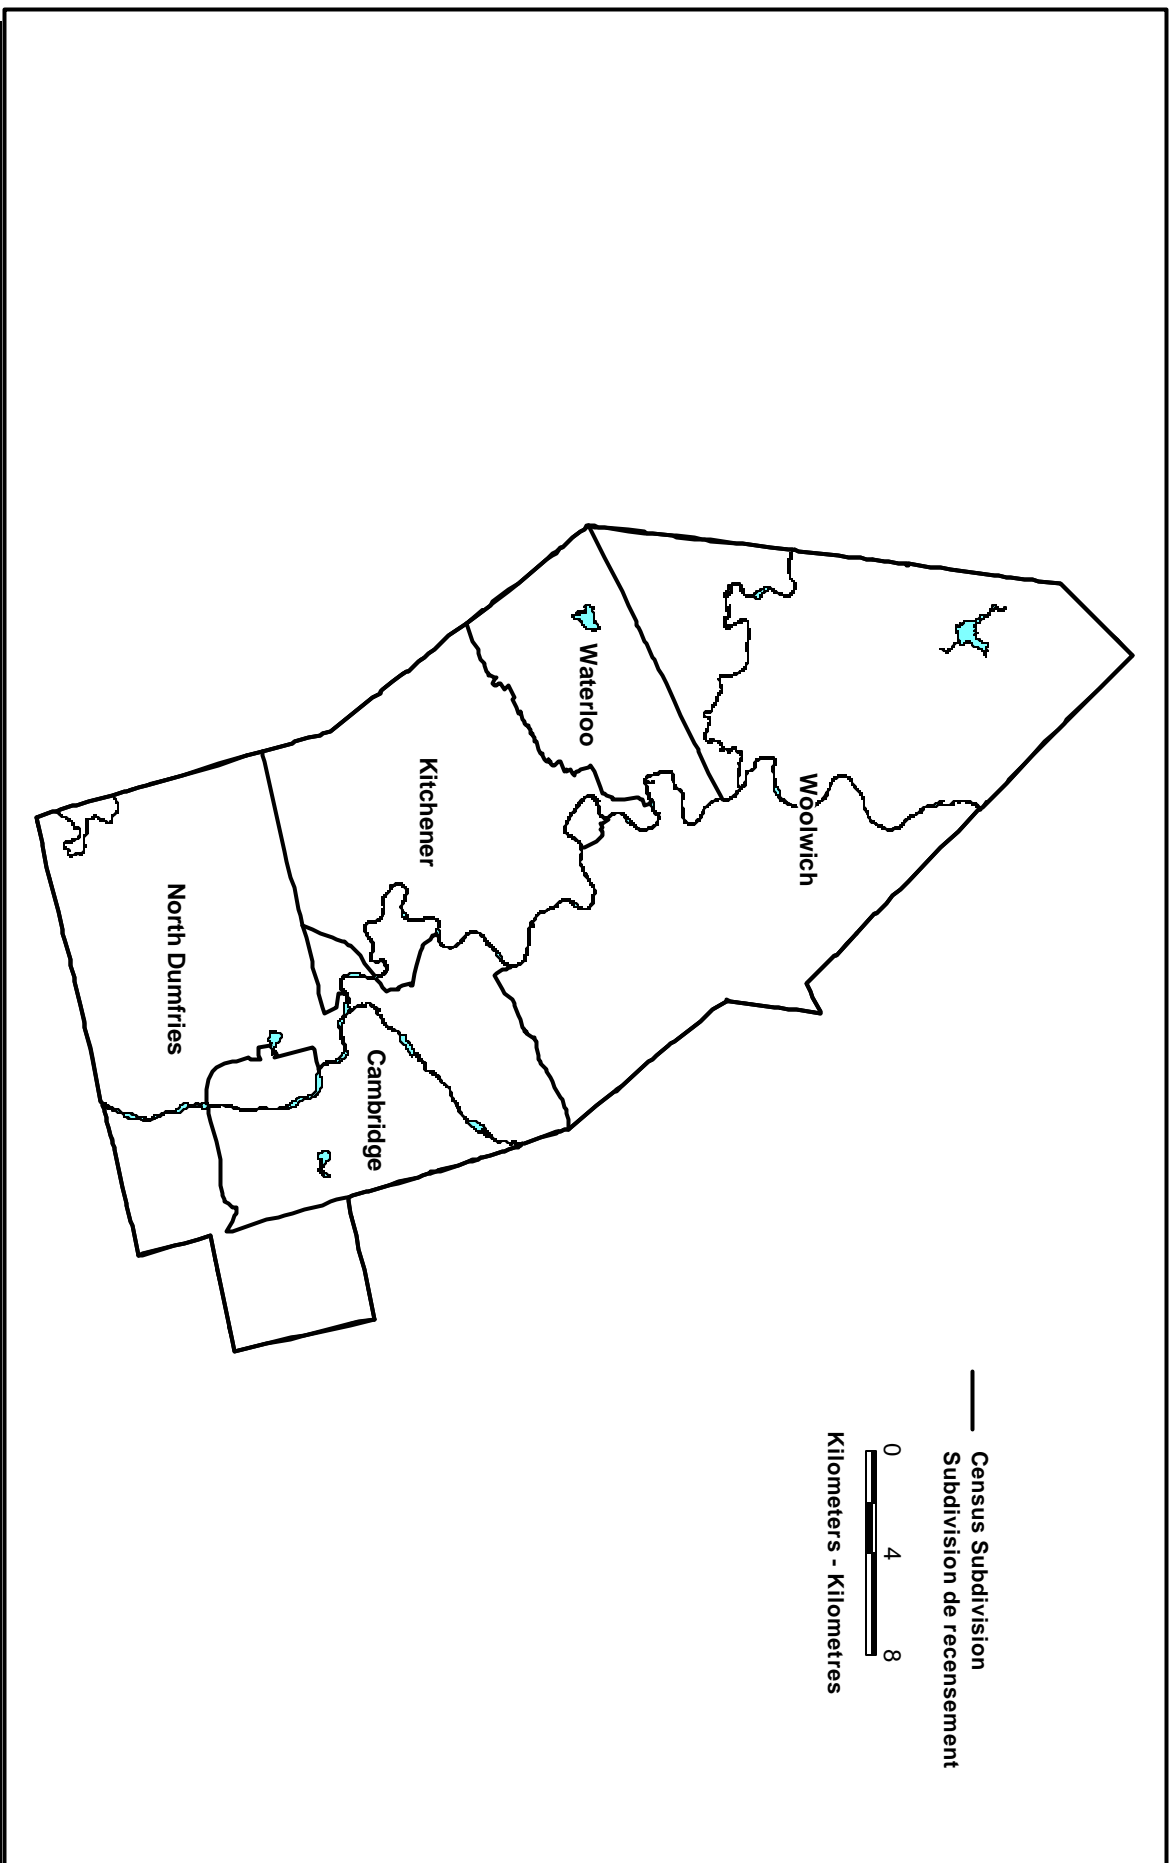 Woolwich
Waterloo
Kitchener
Cambridge
North Dumfries
Census Subdivision
Subdivision de recensement
0 4 8
Kilometers - Kilometres